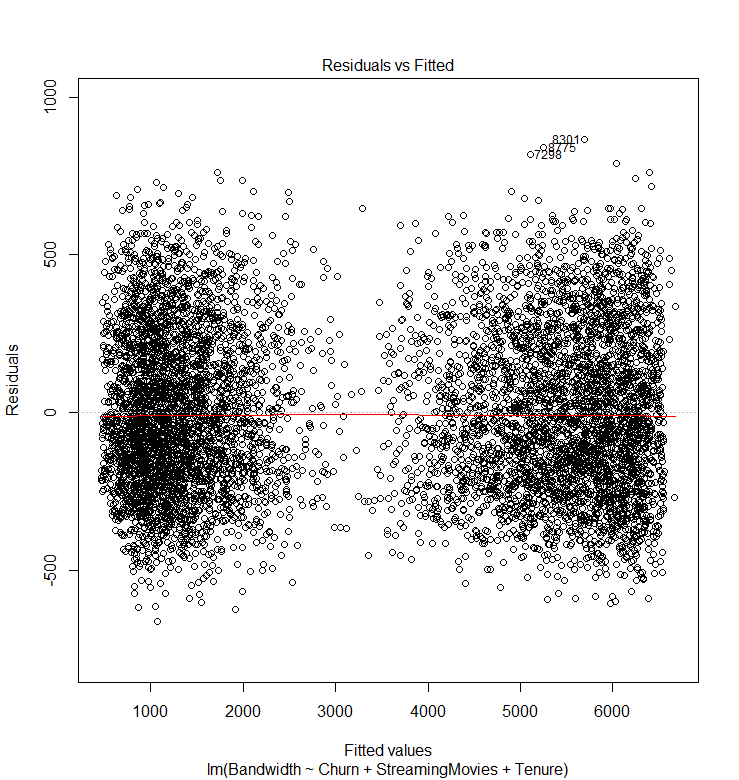 Residuals vs Fitted
1000
500
0
-500
Residuals
8301
8775
7298
1000 2000 3000 4000 5000 6000
Fitted values
lm(Bandwidth ~ Churn + StreamingMovies + Tenure)